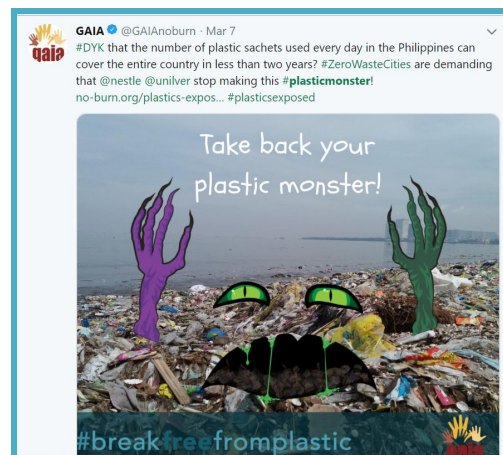 GAIA @GAIAnoburn · Mar 7
#DYK that the number of plastic sachets used every day in the Philippines can
cover the entire country in less than two years? #ZeroWasteCities are demanding
that @nestle @unilver stop making this #plasticmonster!
no-burn.org/plastics-expos... #plasticsexposed
gaia
Take back your
plastic monster!
#breakfreefromplastic
gaia